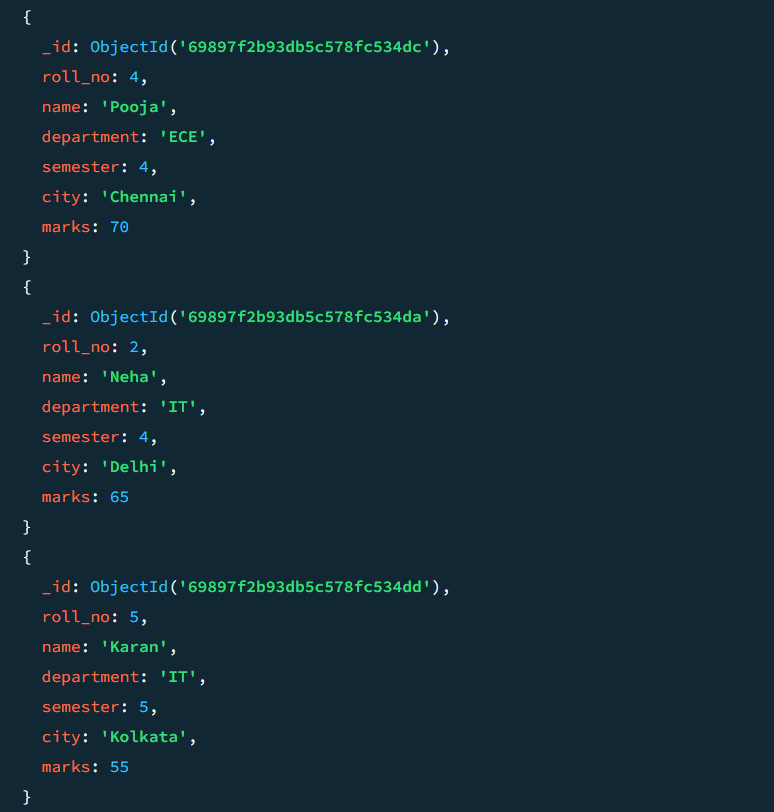 {
_id: ObjectId('69897f2b93db5c578fc534dc'),
roll_no: 4,
name: 'Pooja',
department: 'ECE',
semester: 4,
city: 'Chennai',
marks: 70
}
{
_id: ObjectId('69897f2b93db5c578fc534da'),
roll_no: 2,
name: 'Neha',
department: 'IT',
semester: 4,
city: 'Delhi',
marks: 65
}
{
_id: ObjectId('69897f2b93db5c578fc534dd'),
roll_no: 5,
name: 'Karan',
department: 'IT',
semester: 5,
city: 'Kolkata',
marks: 55
}